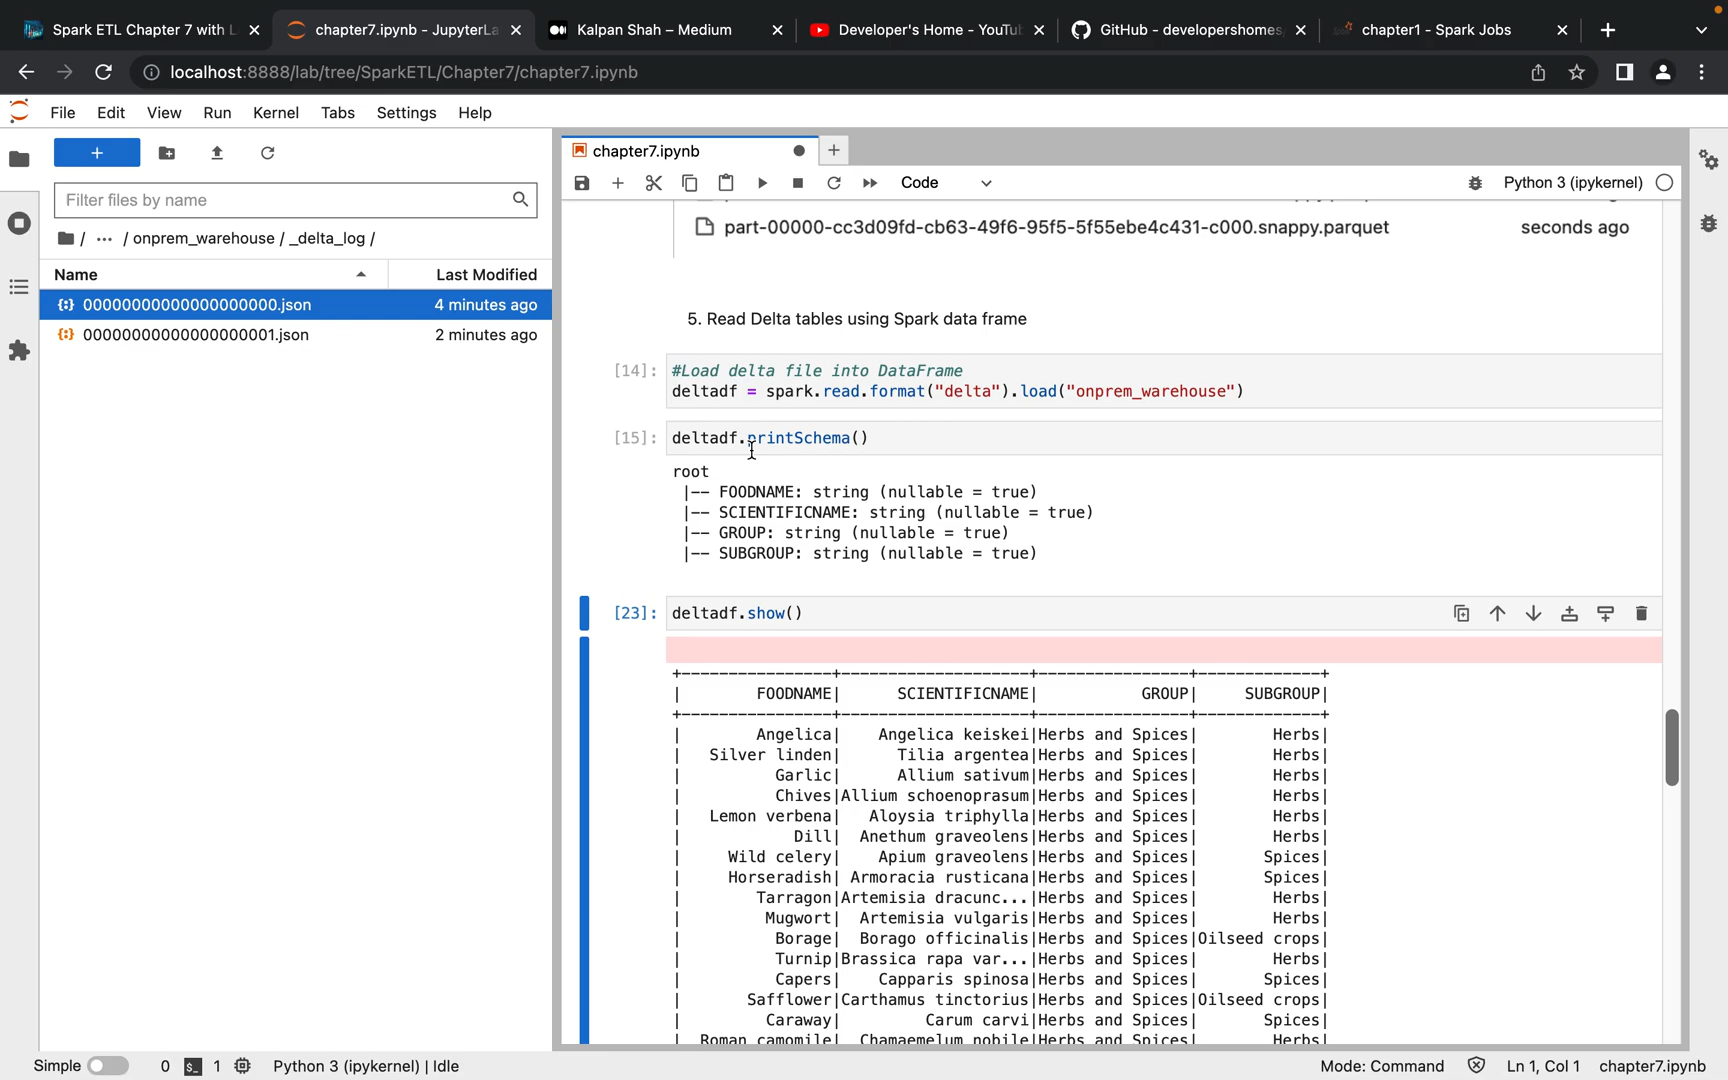 Spark ETL Chapter 7 with L
chapter7.ipynb - JupyterLa
Kalpan Shah – Medium
Developer's Home - YouTu
GitHub - developershomes
chapter1 - Spark Jobs
localhost:8888/lab/tree/SparkETL/Chapter7/chapter7.ipynb
File Edit View Run Kernel Tabs Settings Help
Filter files by name
/ ... / onprem_warehouse / _delta_log /
Name Last Modified
00000000000000000000.json 4 minutes ago
00000000000000000001.json 2 minutes ago
chapter7.ipynb
Code
Python 3 (ipykernel)
part-00000-cc3d09fd-cb63-49f6-95f5-5f55ebe4c431-c000.snappy.parquet seconds ago
5. Read Delta tables using Spark data frame
[14]: #Load delta file into DataFrame
deltadf = spark.read.format("delta").load("onprem_warehouse")
[15]: deltadf.printSchema()
root
|-- FOODNAME: string (nullable = true)
|-- SCIENTIFICNAME: string (nullable = true)
|-- GROUP: string (nullable = true)
|-- SUBGROUP: string (nullable = true)
[23]: deltadf.show()
+----------------+-------------------+----------------+-------------+
| FOODNAME| SCIENTIFICNAME| GROUP| SUBGROUP|
+----------------+-------------------+----------------+-------------+
| Angelica| Angelica keiskei|Herbs and Spices| Herbs|
| Silver linden| Tilia argentea|Herbs and Spices| Herbs|
| Garlic| Allium sativum|Herbs and Spices| Herbs|
| Chives|Allium schoenoprasum|Herbs and Spices| Herbs|
| Lemon verbena| Aloysia triphylla|Herbs and Spices| Herbs|
| Dill| Anethum graveolens|Herbs and Spices| Herbs|
| Wild celery| Apium graveolens|Herbs and Spices| Spices|
| Horseradish| Armoracia rusticana|Herbs and Spices| Spices|
| Tarragon|Artemisia dracunc...|Herbs and Spices| Herbs|
| Mugwort| Artemisia vulgaris|Herbs and Spices| Herbs|
| Borage| Borago officinalis|Herbs and Spices|Oilseed crops|
| Turnip|Brassica rapa var...|Herbs and Spices| Herbs|
| Capers| Capparis spinosa|Herbs and Spices| Spices|
| Safflower|Carthamus tinctorius|Herbs and Spices|Oilseed crops|
| Caraway| Carum carvi|Herbs and Spices| Spices|
| Roman camomile| Chamaemelum nobile|Herbs and Spices| Herbs|
Simple 0 1 Python 3 (ipykernel) | Idle Mode: Command Ln 1, Col 1 chapter7.ipynb